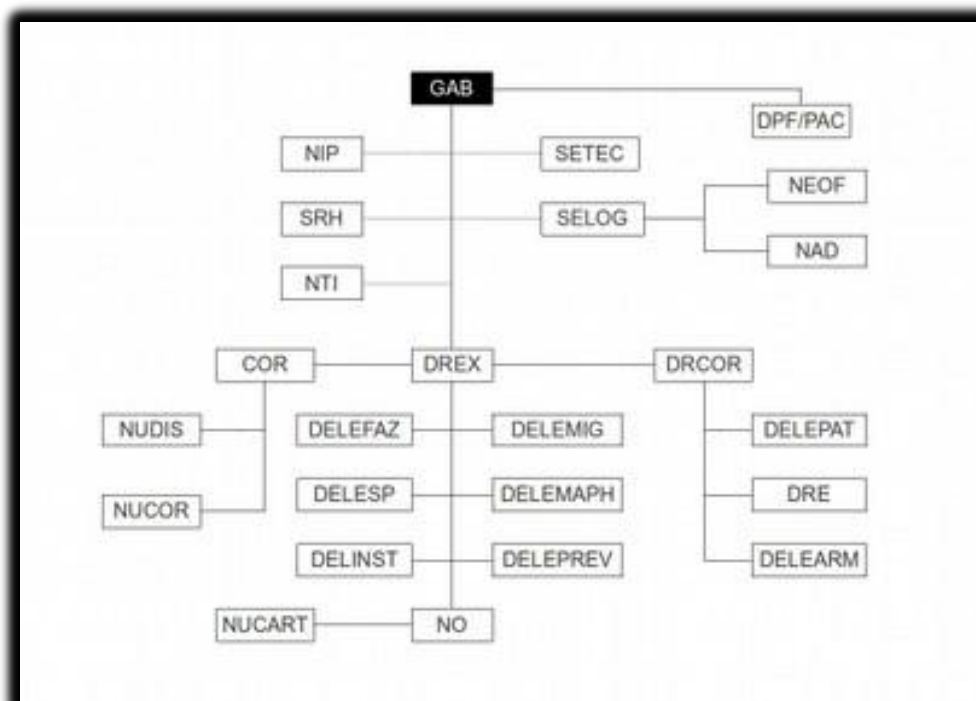 GAB
DPF/PAC
NIP
SETEC
NEOF
SRH
SELOG
NAD
NTI
COR
DREX
DRCOR
NUDIS
DELEFAZ
DELEMIG
DELEPAT
NUCOR
DELESP
DELEMAPH
DRE
DELINST
DELEPREV
DELEARM
NUCART
NO